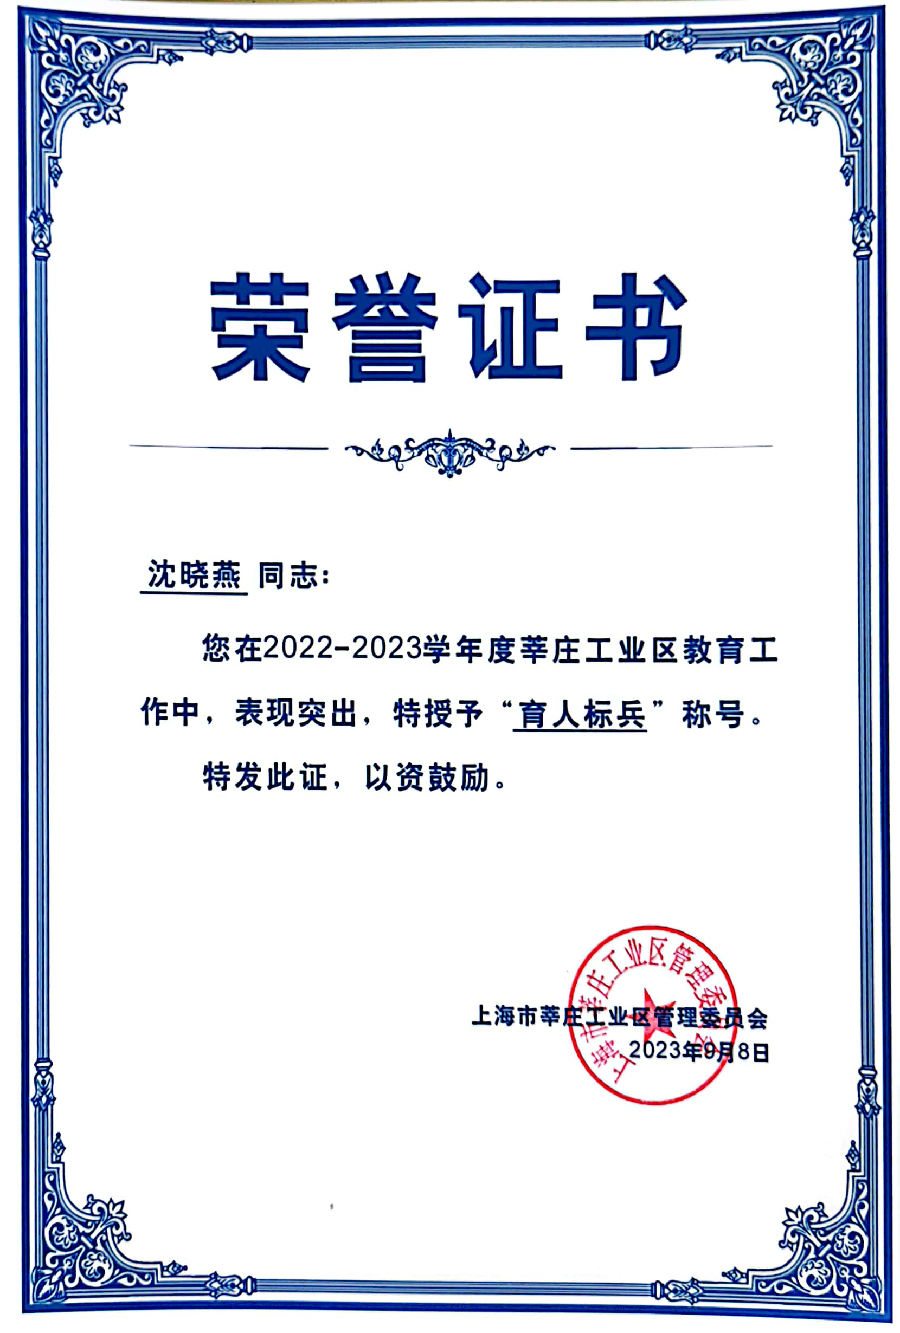 荣誉证书
沈晓燕 同志：
您在2022-2023学年度莘庄工业区教育工
作中，表现突出，特授予“育人标兵”称号。
特发此证，以资鼓励。
上海市莘庄工业区管理委员会
上海市莘庄工业区管理委员会
2023年9月8日